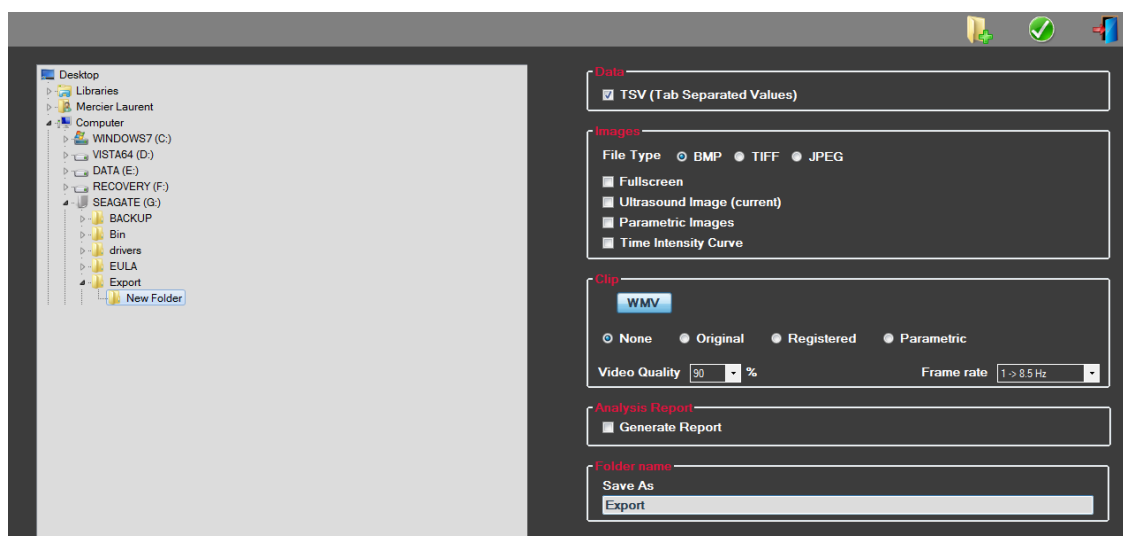 Desktop
Libraries
Mercier Laurent
Computer
WINDOWS7 (C:)
VISTA64 (D:)
DATA (E:)
RECOVERY (F:)
SEAGATE (G:)
BACKUP
Bin
drivers
EULA
Export
New Folder
Data
TSV (Tab Separated Values)
Images
File Type BMP TIFF JPEG
Fullscreen
Ultrasound Image (current)
Parametric Images
Time Intensity Curve
Clip
WMV
None Original Registered Parametric
Video Quality 90 % Frame rate 1 -> 8.5 Hz
Analysis Report
Generate Report
Folder name
Save As
Export